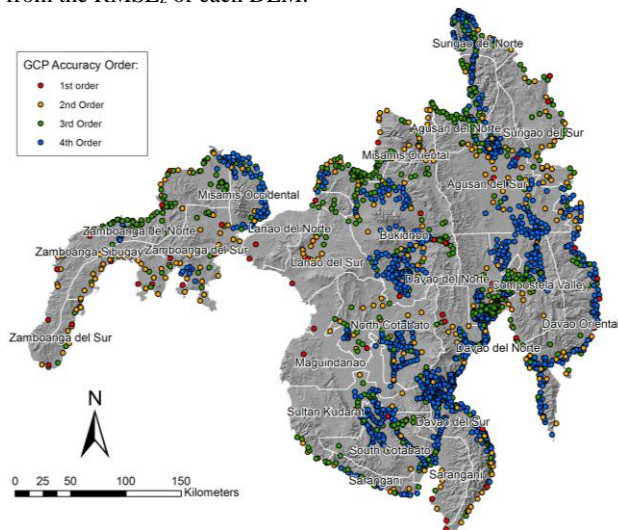 from the RMSEz of each DEM.
GCP Accuracy Order:
1st order
2nd Order
3rd Order
4th Order
Surigao del Norte
Agusan del Norte
Surigao del Sur
Misamis Oriental
Agusan del Sur
Misamis Occidental
Zamboanga del Norte
Lanao del Norte
Bukidnon
Zamboanga Sibugay
Zamboanga del Sur
Lanao del Sur
Davao del Norte
Compostela Valley
Zamboanga del Sur
North Cotabato
Davao Oriental
Davao del Norte
Maguindanao
Sultan Kudarat
Davao del Sur
South Cotabato
Sarangani
Sarangani
N
0 25 50 100 150
Kilometers